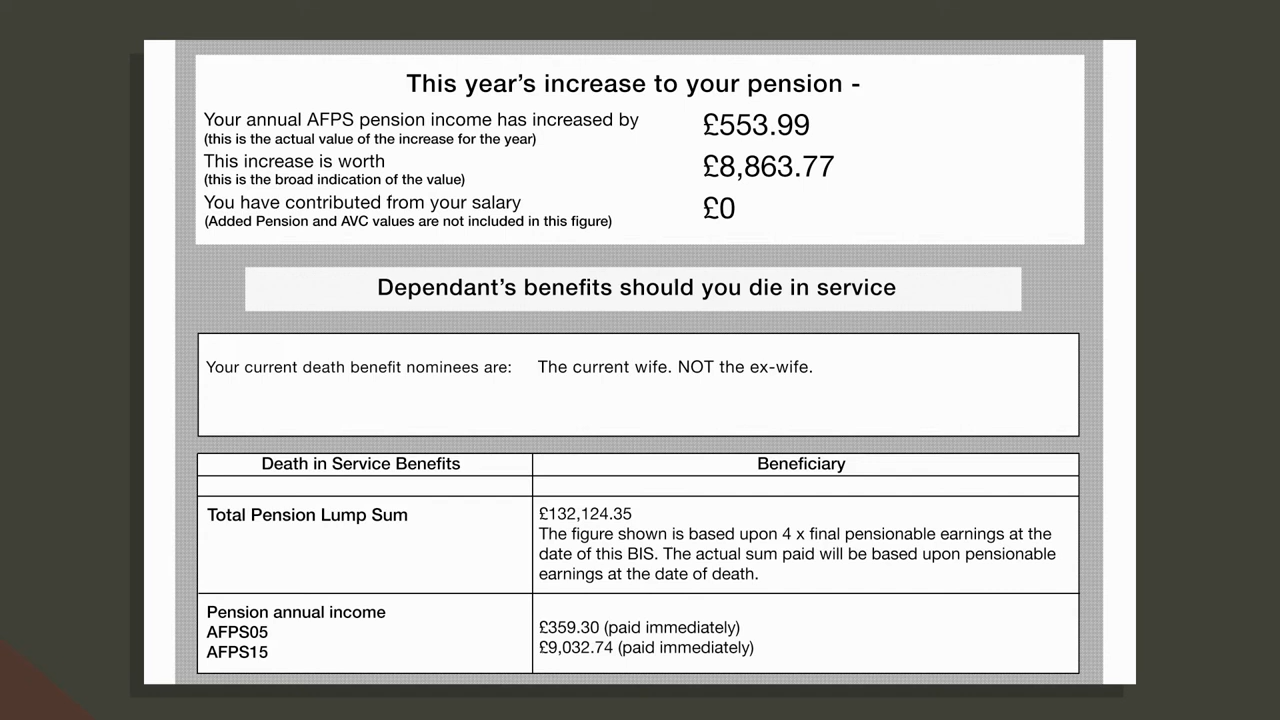 This year's increase to your pension -
Your annual AFPS pension income has increased by £553.99
(this is the actual value of the increase for the year)
This increase is worth £8,863.77
(this is the broad indication of the value)
You have contributed from your salary £0
(Added Pension and AVC values are not included in this figure)
Dependant's benefits should you die in service
Your current death benefit nominees are: The current wife. NOT the ex-wife.
Death in Service Benefits Beneficiary
Total Pension Lump Sum £132,124.35
The figure shown is based upon 4 x final pensionable earnings at the
date of this BIS. The actual sum paid will be based upon pensionable
earnings at the date of death.
Pension annual income
AFPS05 £359.30 (paid immediately)
AFPS15 £9,032.74 (paid immediately)